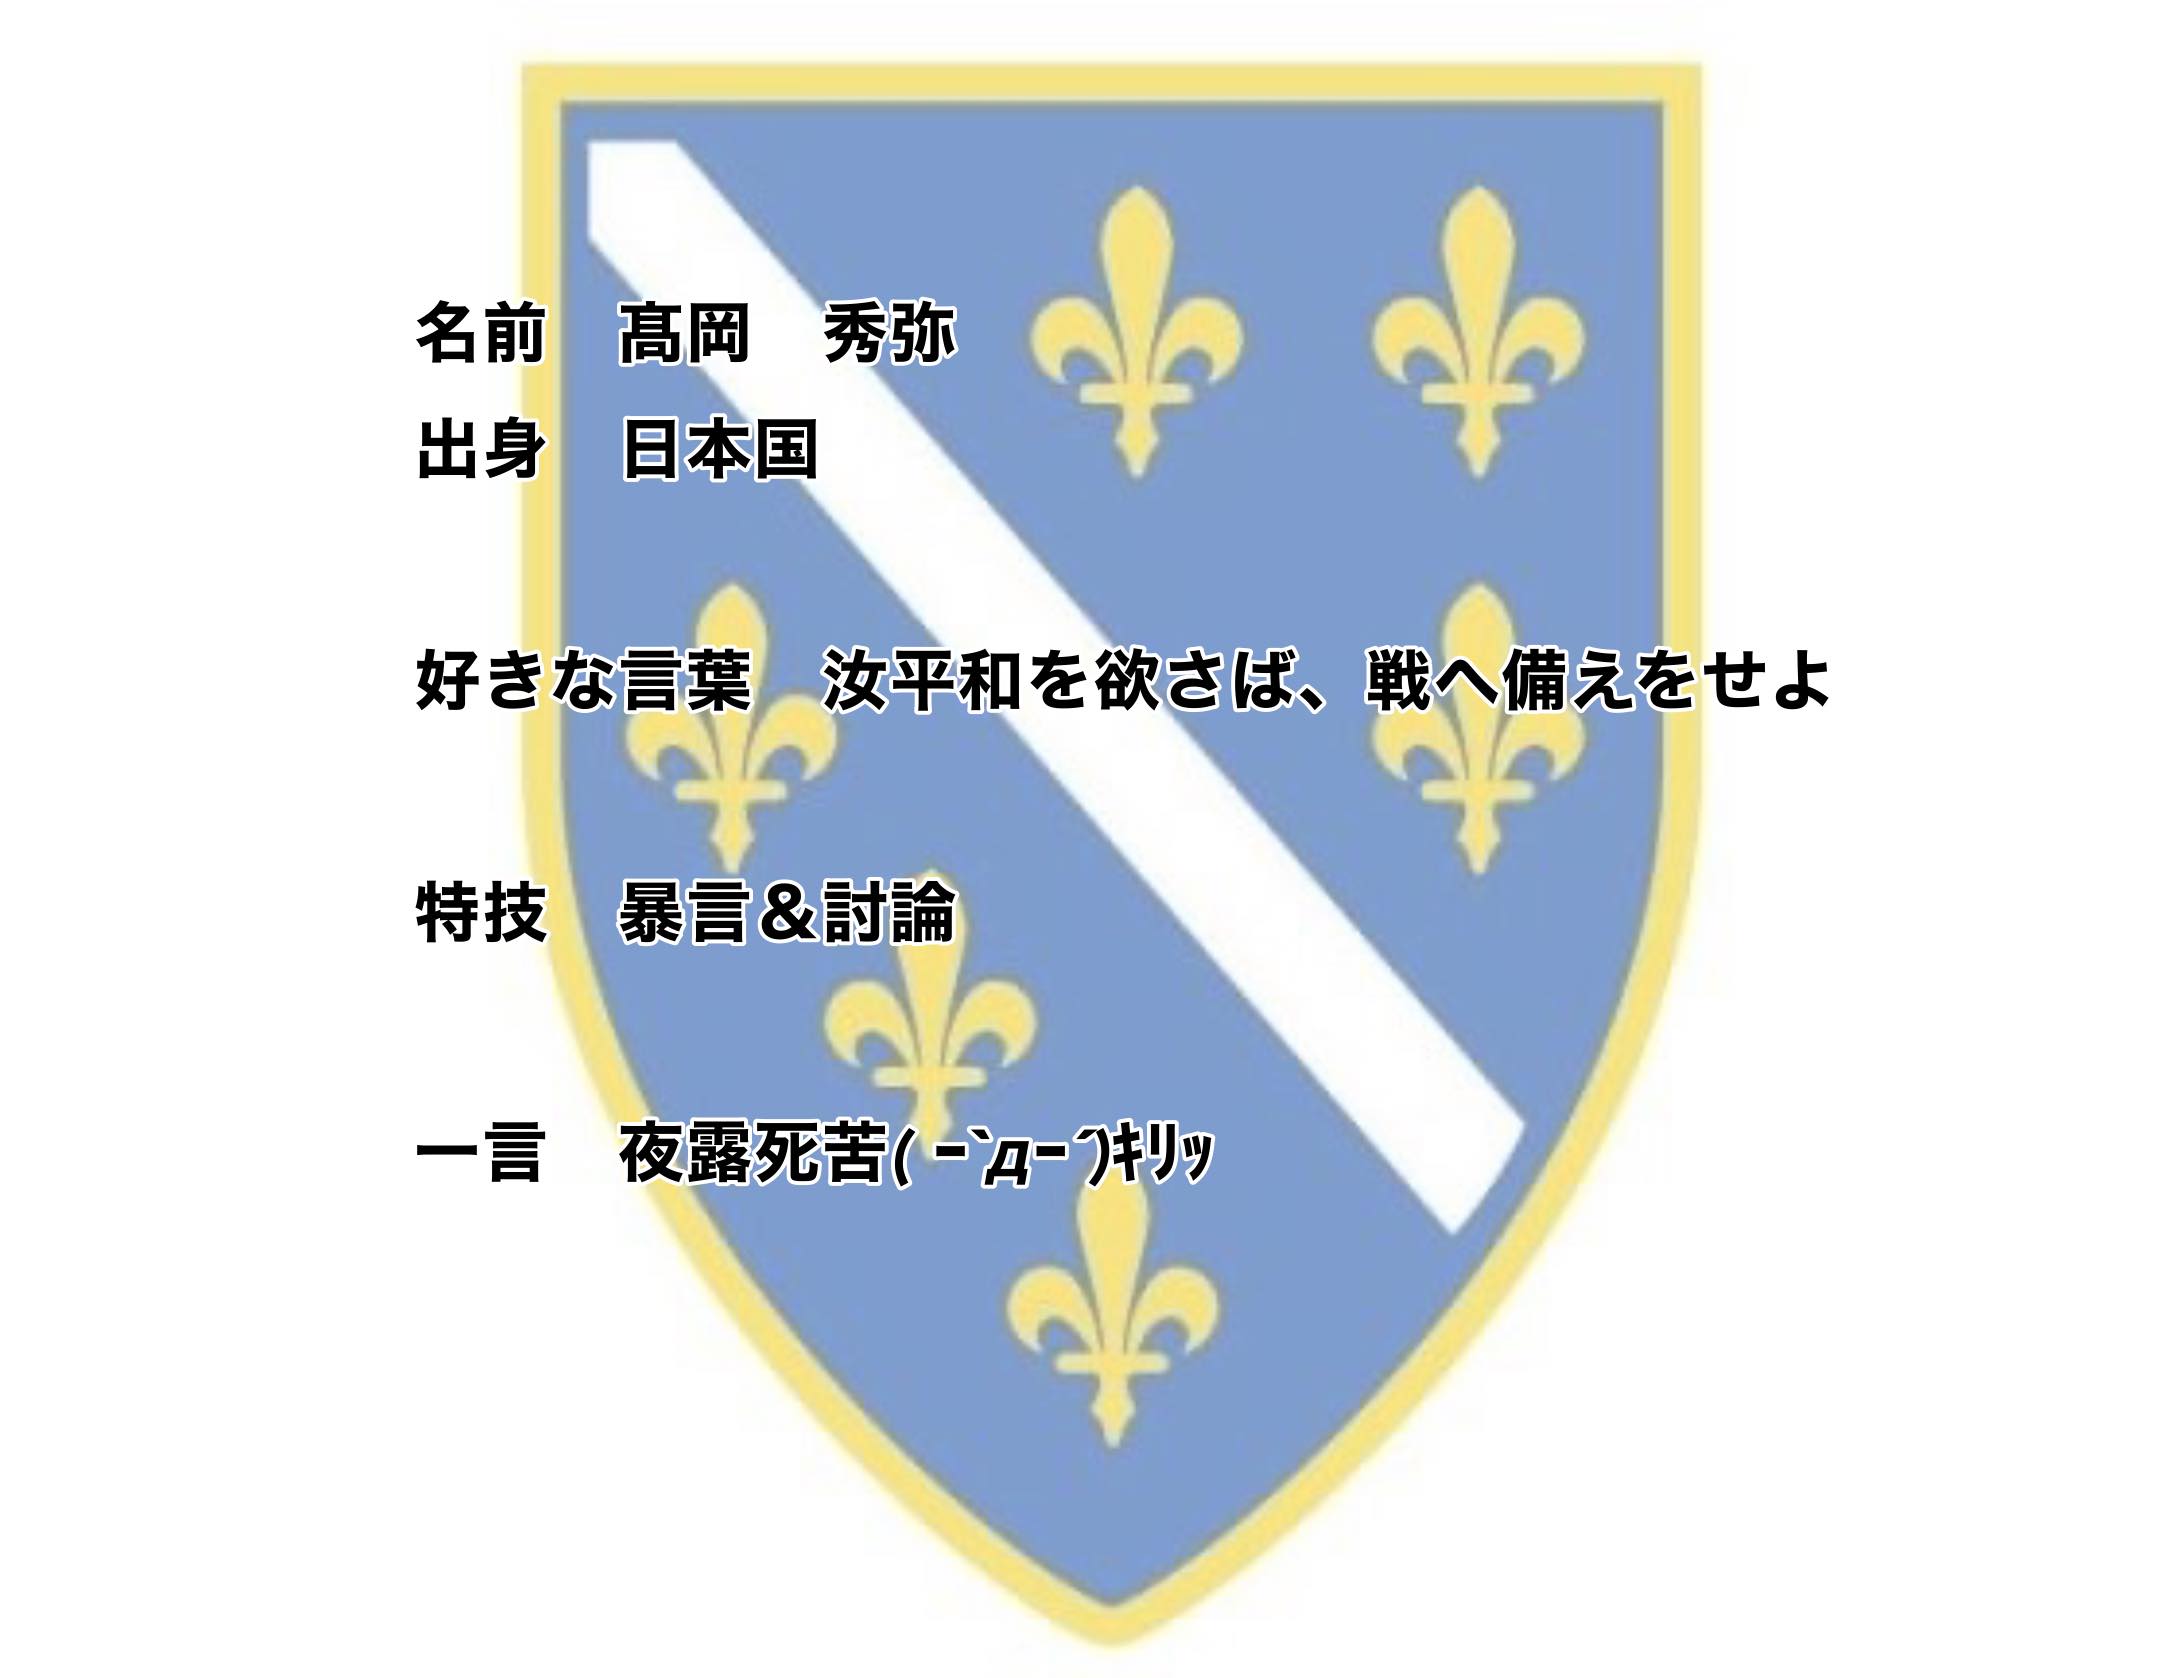 名前　髙岡　秀弥
出身　日本国
好きな言葉　汝平和を欲さば、戦へ備えをせよ
特技　暴言＆討論
一言　夜露死苦( ｰ̀дｰ́ )ｷﾘｯ